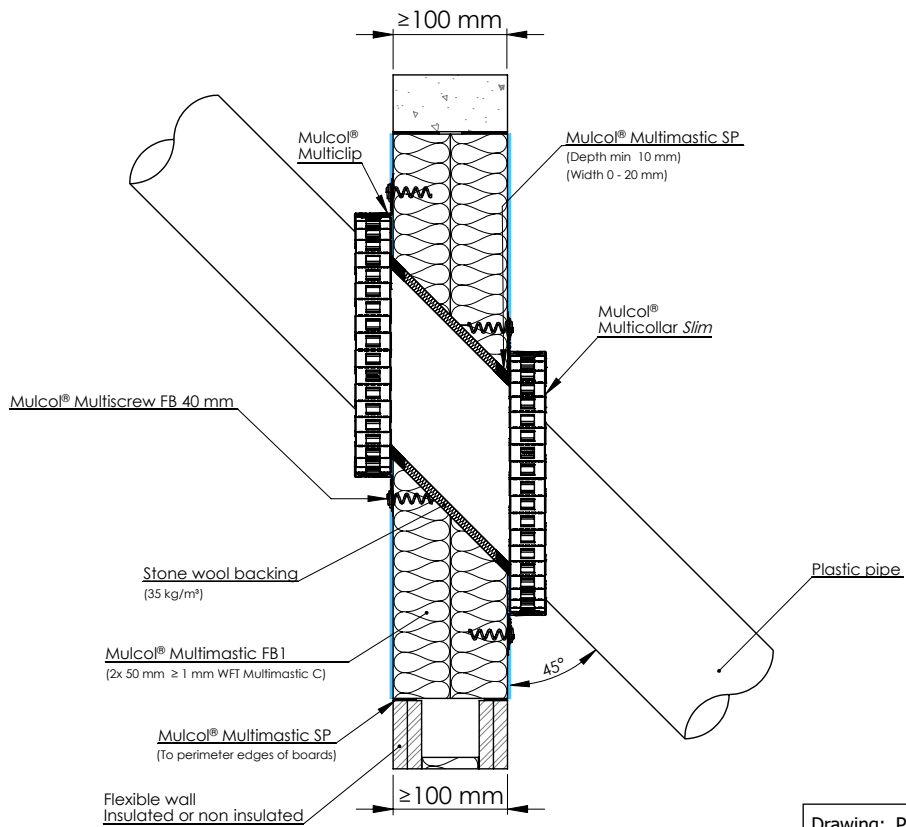 ≥100 mm
Mulcol®
Multiclip
Mulcol® Multimastic SP
(Depth min 10 mm)
(Width 0 - 20 mm)
Mulcol®
Multicollar Slim
Mulcol® Multiscrew FB 40 mm
Stone wool backing
(35 kg/m³)
Plastic pipe
Mulcol® Multimastic FB1
(2x 50 mm ≥ 1 mm WFT Multimastic C)
45°
Mulcol® Multimastic SP
(To perimeter edges of boards)
Flexible wall
Insulated or non insulated
≥100 mm
Drawing: P